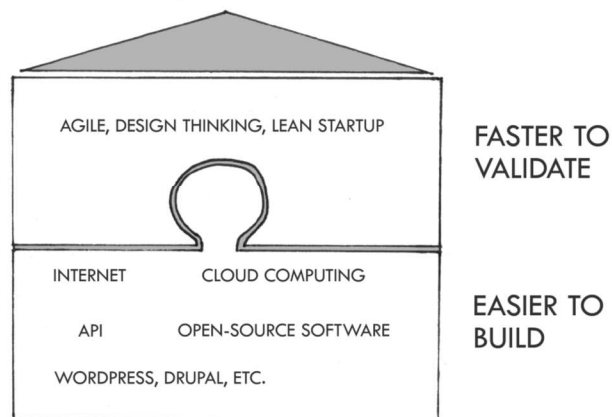 AGILE, DESIGN THINKING, LEAN STARTUP
FASTER TO
VALIDATE
INTERNET CLOUD COMPUTING
API OPEN-SOURCE SOFTWARE
WORDPRESS, DRUPAL, ETC.
EASIER TO
BUILD